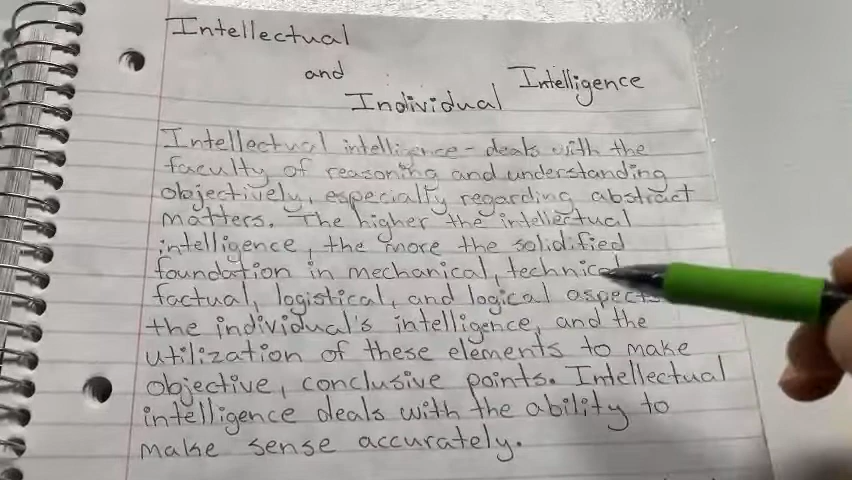 Intellectual
and
Individual Intelligence
Intellectual intelligence - deals with the
faculty of reasoning and understanding
objectively, especially regarding abstract
matters. The higher the intellectual
intelligence, the more the solidified
foundation in mechanical, technical
factual, logistical, and logical aspects
the individual's intelligence, and the
utilization of these elements to make
objective, conclusive points. Intellectual
intelligence deals with the ability to
make sense accurately.